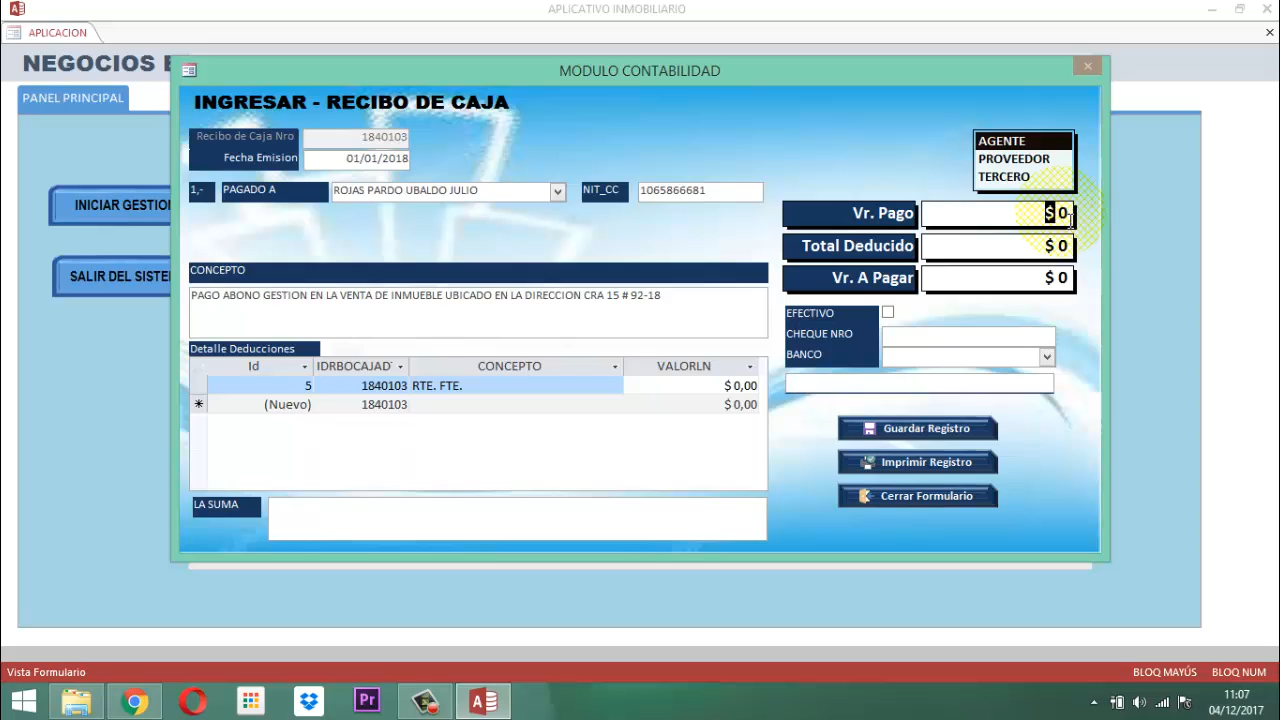 APLICATIVO INMOBILIARIO
APLICACION
NEGOCIOS
PANEL PRINCIPAL
INICIAR
SALIR DEL
MODULO CONTABILIDAD
INGRESAR - RECIBO DE CAJA
Recibo de Caja Nro 1840103
Fecha Emision 01/01/2018
1,- PAGADO A ROJAS PARDO UBALDO JULIO NIT_CC 1065866681
AGENTE
PROVEEDOR
TERCERO
Vr. Pago $ 0
Total Deducido $ 0
Vr. A Pagar $ 0
CONCEPTO
PAGO ABONO GESTION EN LA VENTA DE INMUEBLE UBICADO EN LA DIRECCION CRA 15 # 92-18
EFECTIVO
CHEQUE NRO
BANCO
Detalle Deducciones
Id IDRBOCAJAD CONCEPTO VALORLN
5 1840103 RTE. FTE. $ 0,00
* (Nuevo) 1840103 $ 0,00
Guardar Registro
Imprimir Registro
Cerrar Formulario
LA SUMA
Vista Formulario
BLOQ MAYÚS BLOQ NUM
Pr
11:07
04/12/2017